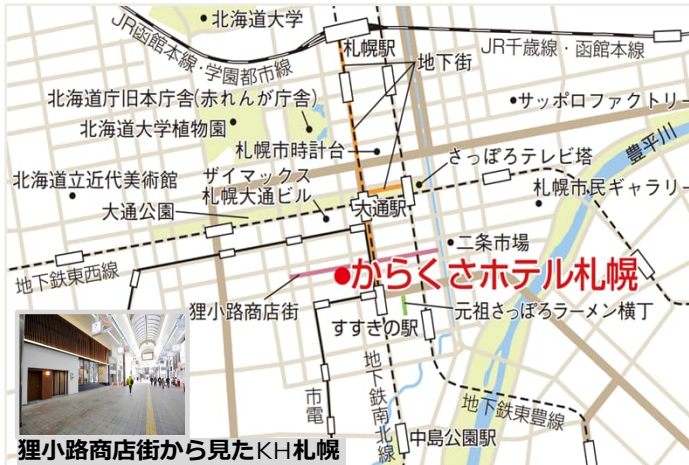 北海道大学
JR函館本線・学園都市線
札幌駅
地下街
JR千歳線・函館本線
北海道庁旧本庁舎(赤れんが庁舎)
サッポロファクトリー
北海道大学植物園
札幌市時計台
豊平川
さっぽろテレビ塔
北海道立近代美術館
ザイマックス
札幌大通ビル
札幌市民ギャラリー
大通公園
大通駅
二条市場
地下鉄東西線
からくさホテル札幌
狸小路商店街
元祖さっぽろラーメン横丁
すすきの駅
市電
地下鉄南北線
地下鉄東豊線
中島公園駅
狸小路商店街から見たKH札幌